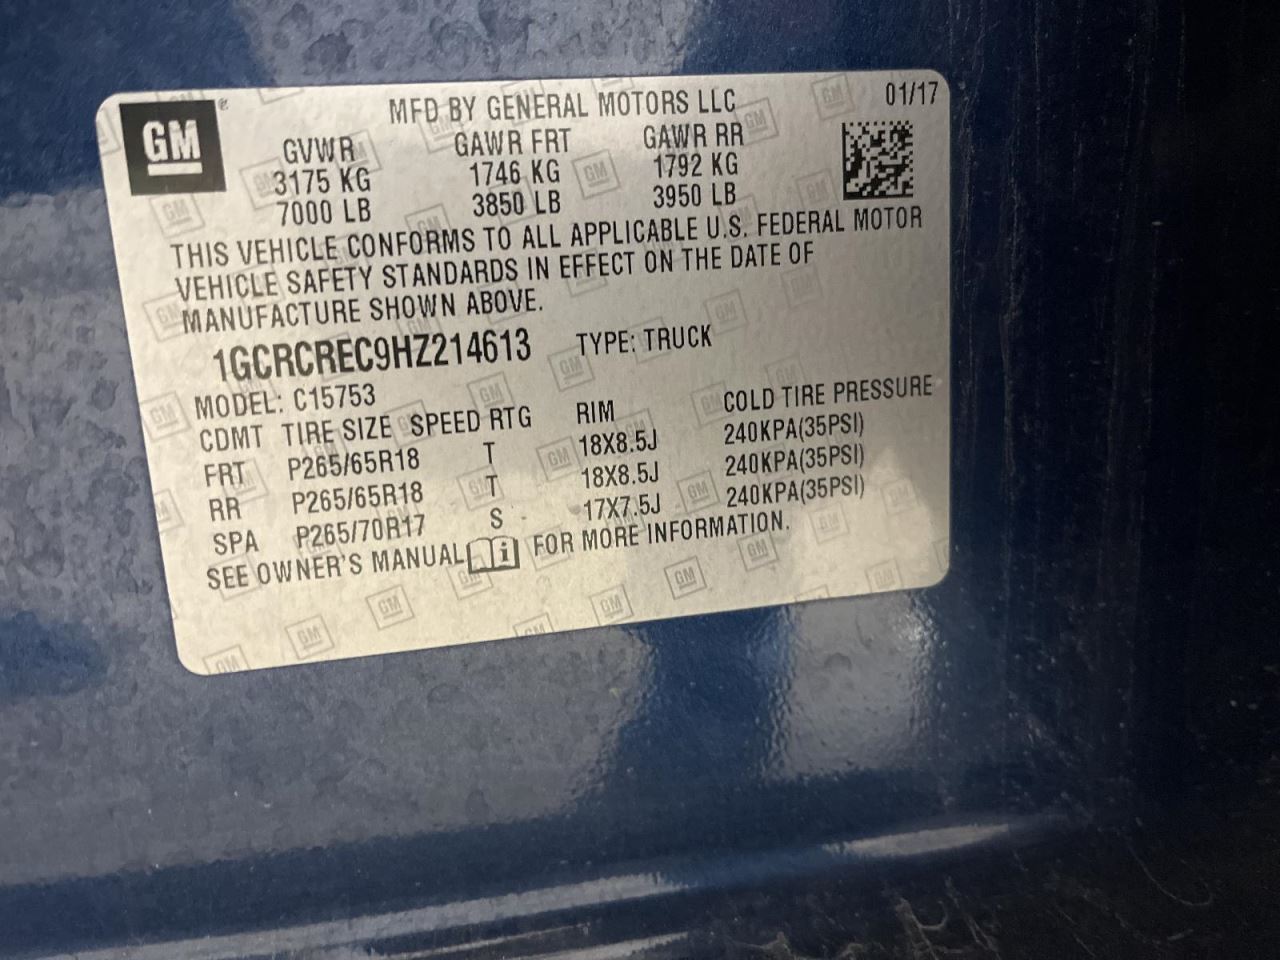 GM
MFD BY GENERAL MOTORS LLC 01/17
GVWR GAWR FRT GAWR RR
3175 KG 1746 KG 1792 KG
7000 LB 3850 LB 3950 LB
THIS VEHICLE CONFORMS TO ALL APPLICABLE U.S. FEDERAL MOTOR
VEHICLE SAFETY STANDARDS IN EFFECT ON THE DATE OF
MANUFACTURE SHOWN ABOVE.
1GCRCREC9HZ214613 TYPE: TRUCK
MODEL: C15753
CDMT TIRE SIZE SPEED RTG RIM COLD TIRE PRESSURE
FRT P265/65R18 T 18X8.5J 240KPA(35PSI)
RR P265/65R18 T 18X8.5J 240KPA(35PSI)
SPA P265/70R17 S 17X7.5J 240KPA(35PSI)
SEE OWNER'S MANUAL i FOR MORE INFORMATION.